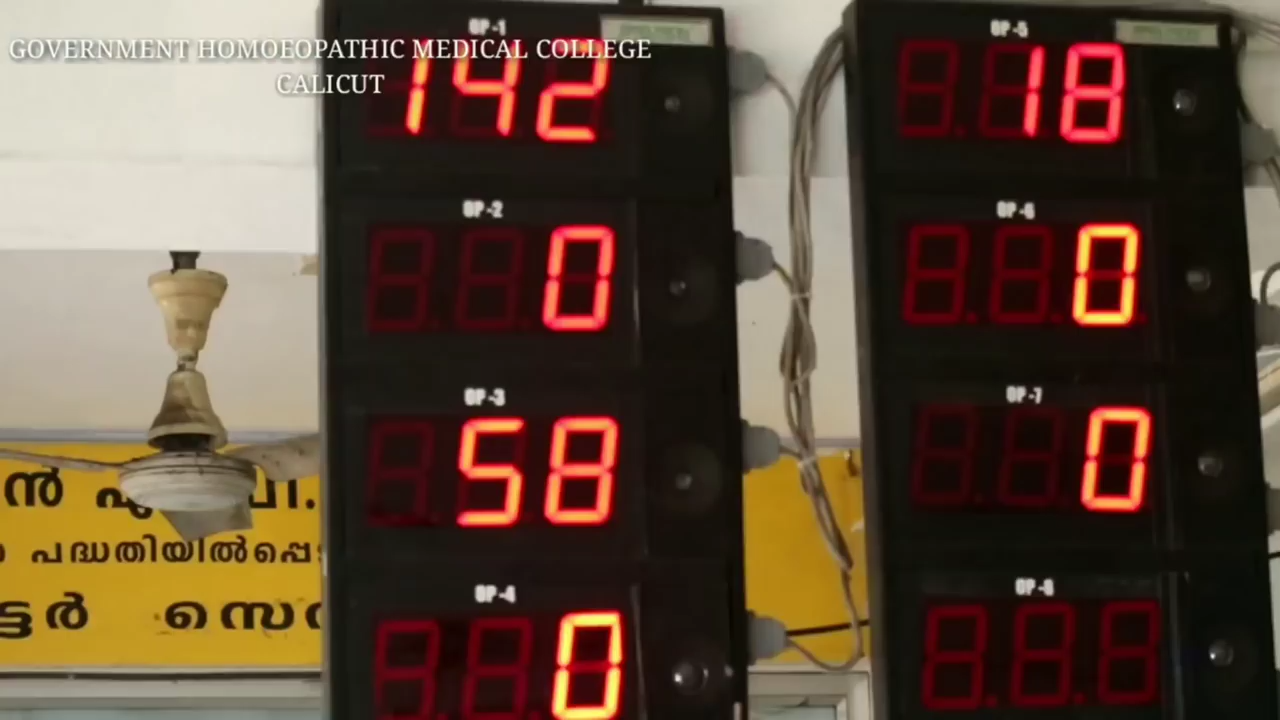 GOVERNMENT HOMOEOPATHIC MEDICAL COLLEGE
CALICUT
OP-1
142
OP-2
0
OP-3
58
OP-4
0
OP-5
18
OP-6
0
OP-7
0
OP-8
പദ്ധതിയിൽപ്പെ